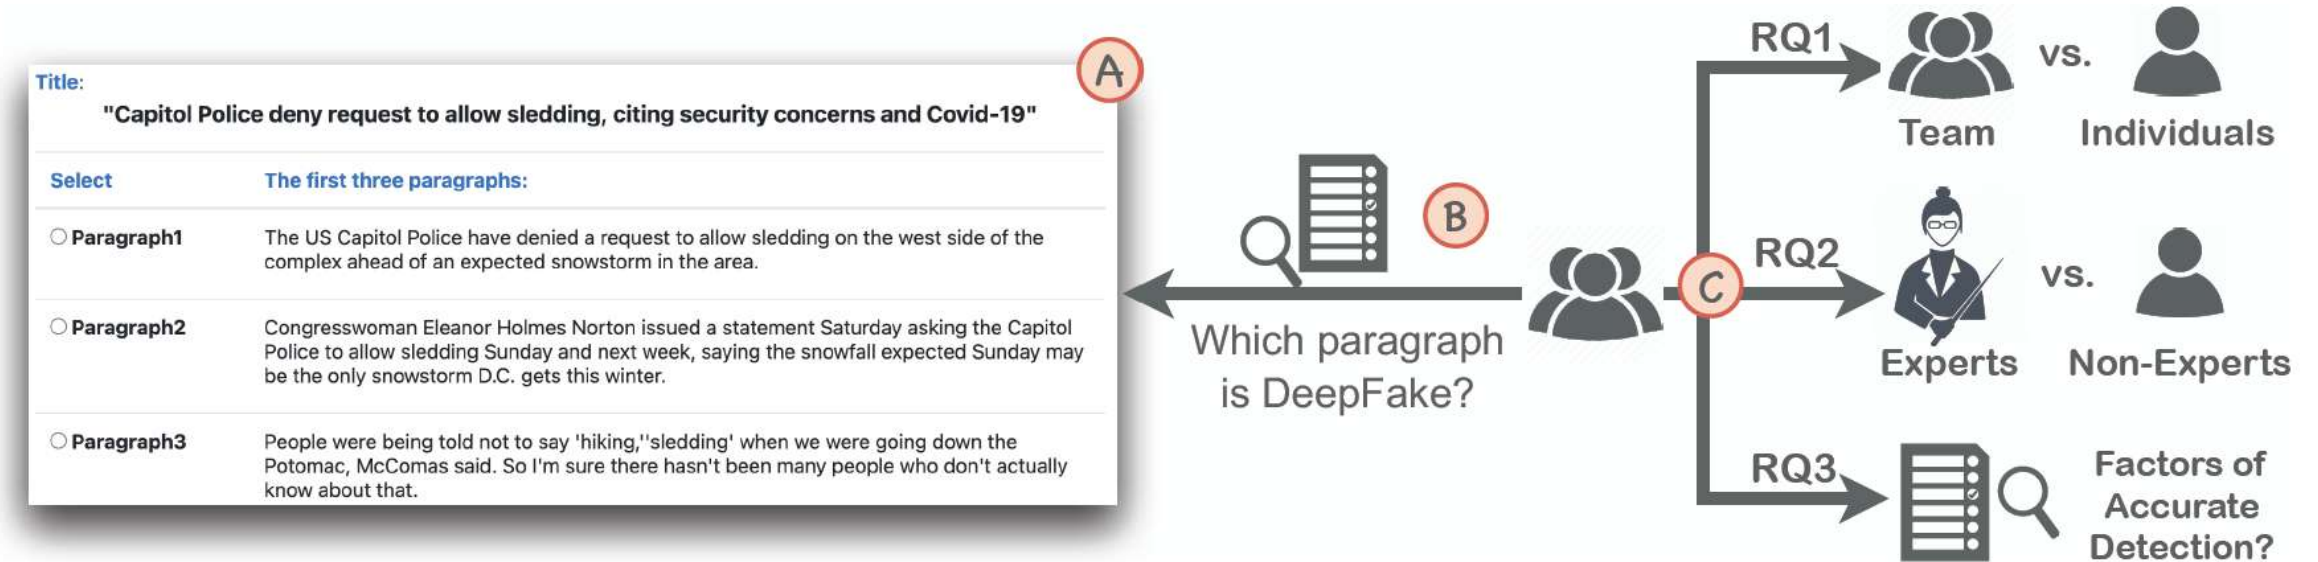 Title:
"Capitol Police deny request to allow sledding, citing security concerns and Covid-19"
Select
The first three paragraphs:
Paragraph1
The US Capitol Police have denied a request to allow sledding on the west side of the
complex ahead of an expected snowstorm in the area.
Paragraph2
Congresswoman Eleanor Holmes Norton issued a statement Saturday asking the Capitol
Police to allow sledding Sunday and next week, saying the snowfall expected Sunday may
be the only snowstorm D.C. gets this winter.
Paragraph3
People were being told not to say 'hiking,''sledding' when we were going down the
Potomac, McComas said. So I'm sure there hasn't been many people who don't actually
know about that.
A
B
Which paragraph
is DeepFake?
C
RQ1
vs.
Team
Individuals
RQ2
vs.
Experts
Non-Experts
RQ3
Factors of
Accurate
Detection?